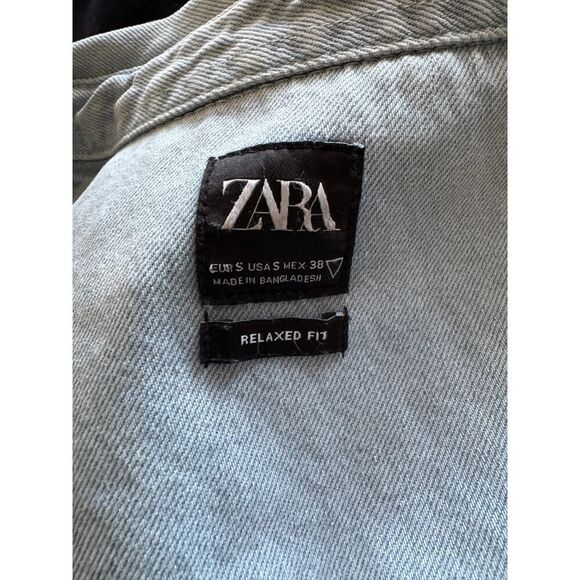 ZARA
EUR S USA S MEX 38
MADE IN BANGLADESH
RELAXED FIT